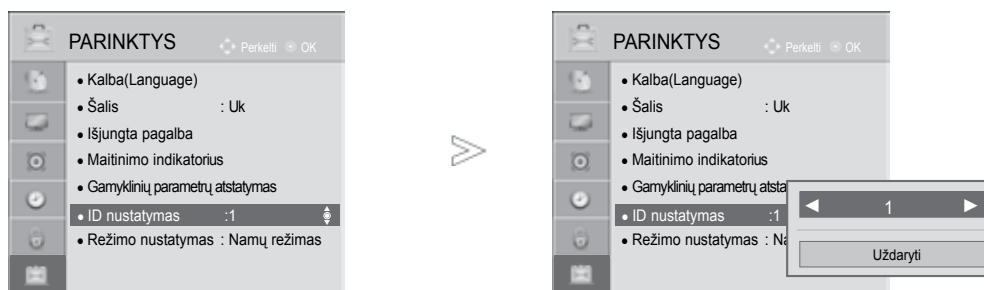 PARINKTYS Perkelti OK
• Kalba(Language)
• Šalis : Uk
• Išjungta pagalba
• Maitinimo indikatorius
• Gamyklinių parametrų atstatymas
• ID nustatymas :1
• Režimo nustatymas : Namų režimas
PARINKTYS Perkelti OK
• Kalba(Language)
• Šalis : Uk
• Išjungta pagalba
• Maitinimo indikatorius
• Gamyklinių parametrų atsta
• ID nustatymas :1
• Režimo nustatymas : Na
◄ 1 ►
Uždaryti